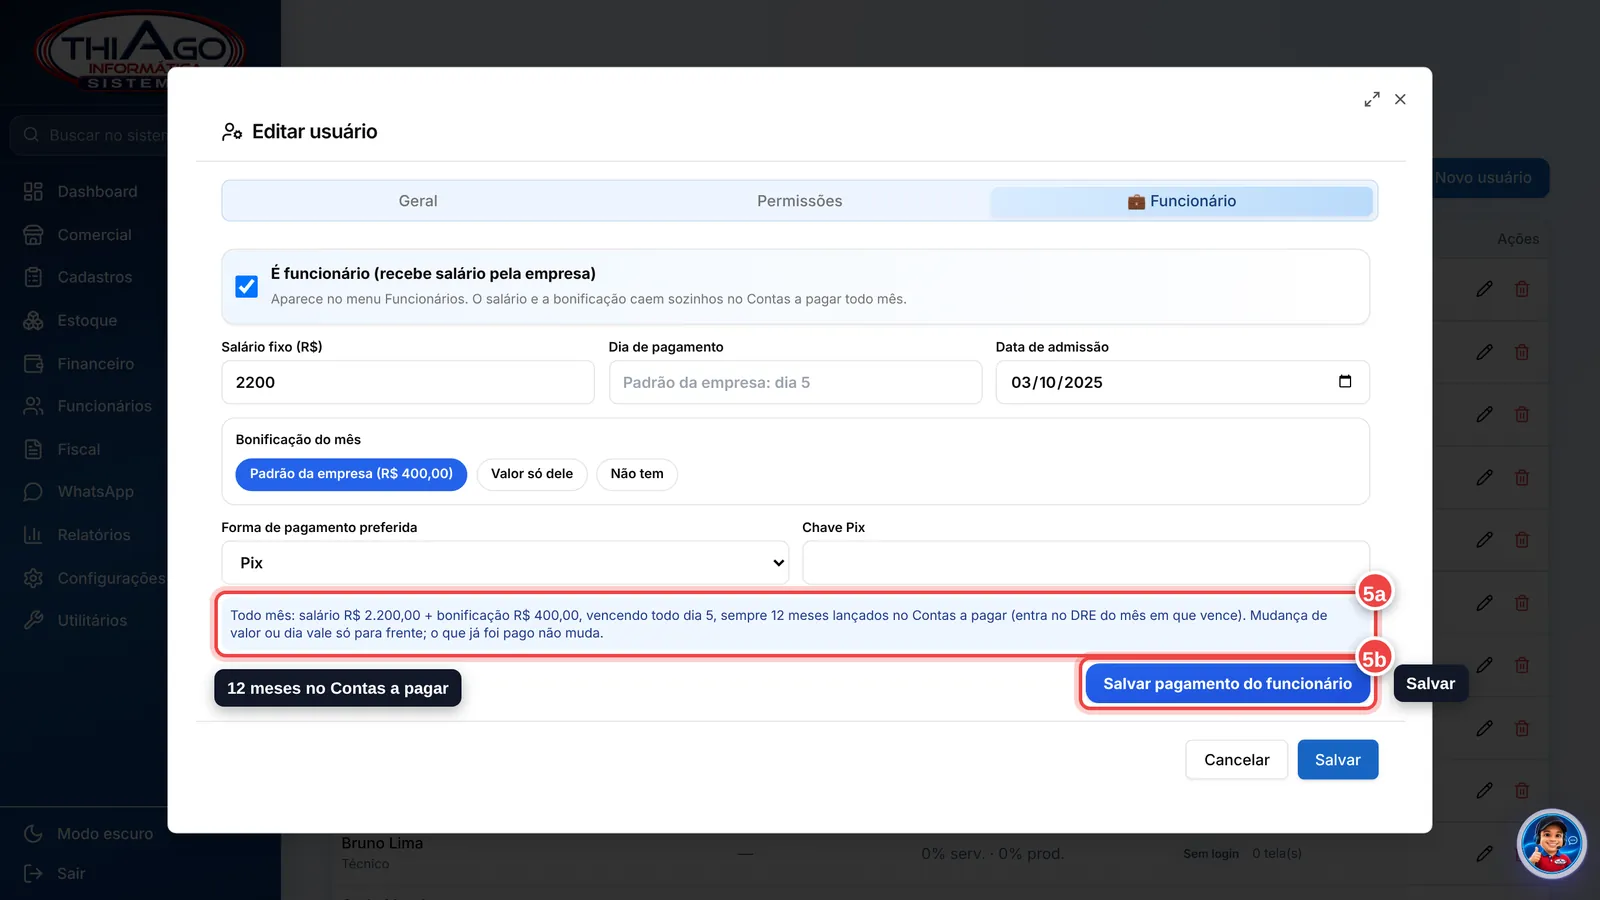 THIAGO
INFORMÁTICA
SISTEM
Buscar no sister
Dashboard
Comercial
Cadastros
Estoque
Financeiro
Funcionários
Fiscal
WhatsApp
Relatórios
Configurações
Utilitários
Modo escuro
Sair
Novo usuário
Ações
Editar usuário
Geral
Permissões
Funcionário
É funcionário (recebe salário pela empresa)
Aparece no menu Funcionários. O salário e a bonificação caem sozinhos no Contas a pagar todo mês.
Salário fixo (R$)
Dia de pagamento
Data de admissão
2200
Padrão da empresa: dia 5
03/10/2025
Bonificação do mês
Padrão da empresa (R$ 400,00)
Valor só dele
Não tem
Forma de pagamento preferida
Chave Pix
Pix
5a
Todo mês: salário R$ 2.200,00 + bonificação R$ 400,00, vencendo todo dia 5, sempre 12 meses lançados no Contas a pagar (entra no DRE do mês em que vence). Mudança de
valor ou dia vale só para frente; o que já foi pago não muda.
5b
12 meses no Contas a pagar
Salvar pagamento do funcionário
Salvar
Cancelar
Salvar
Bruno Lima
Técnico
—
0% serv. · 0% prod.
Sem login
0 tela(s)